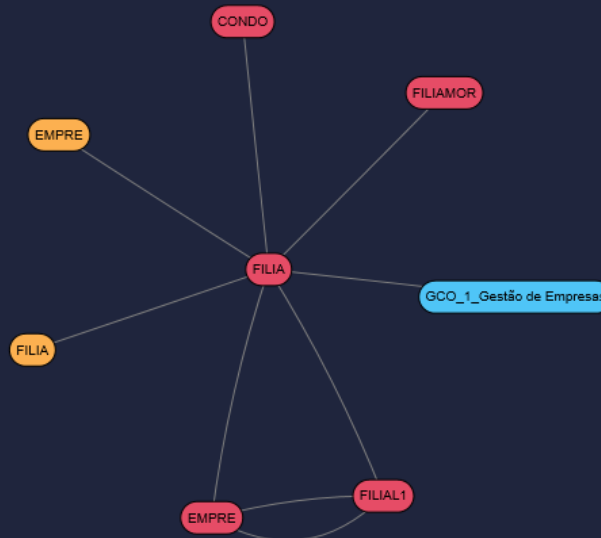 CONDO
FILIAMOR
EMPRE
FILIA
GCO_1_Gestão de Empresas
FILIA
FILIAL1
EMPRE